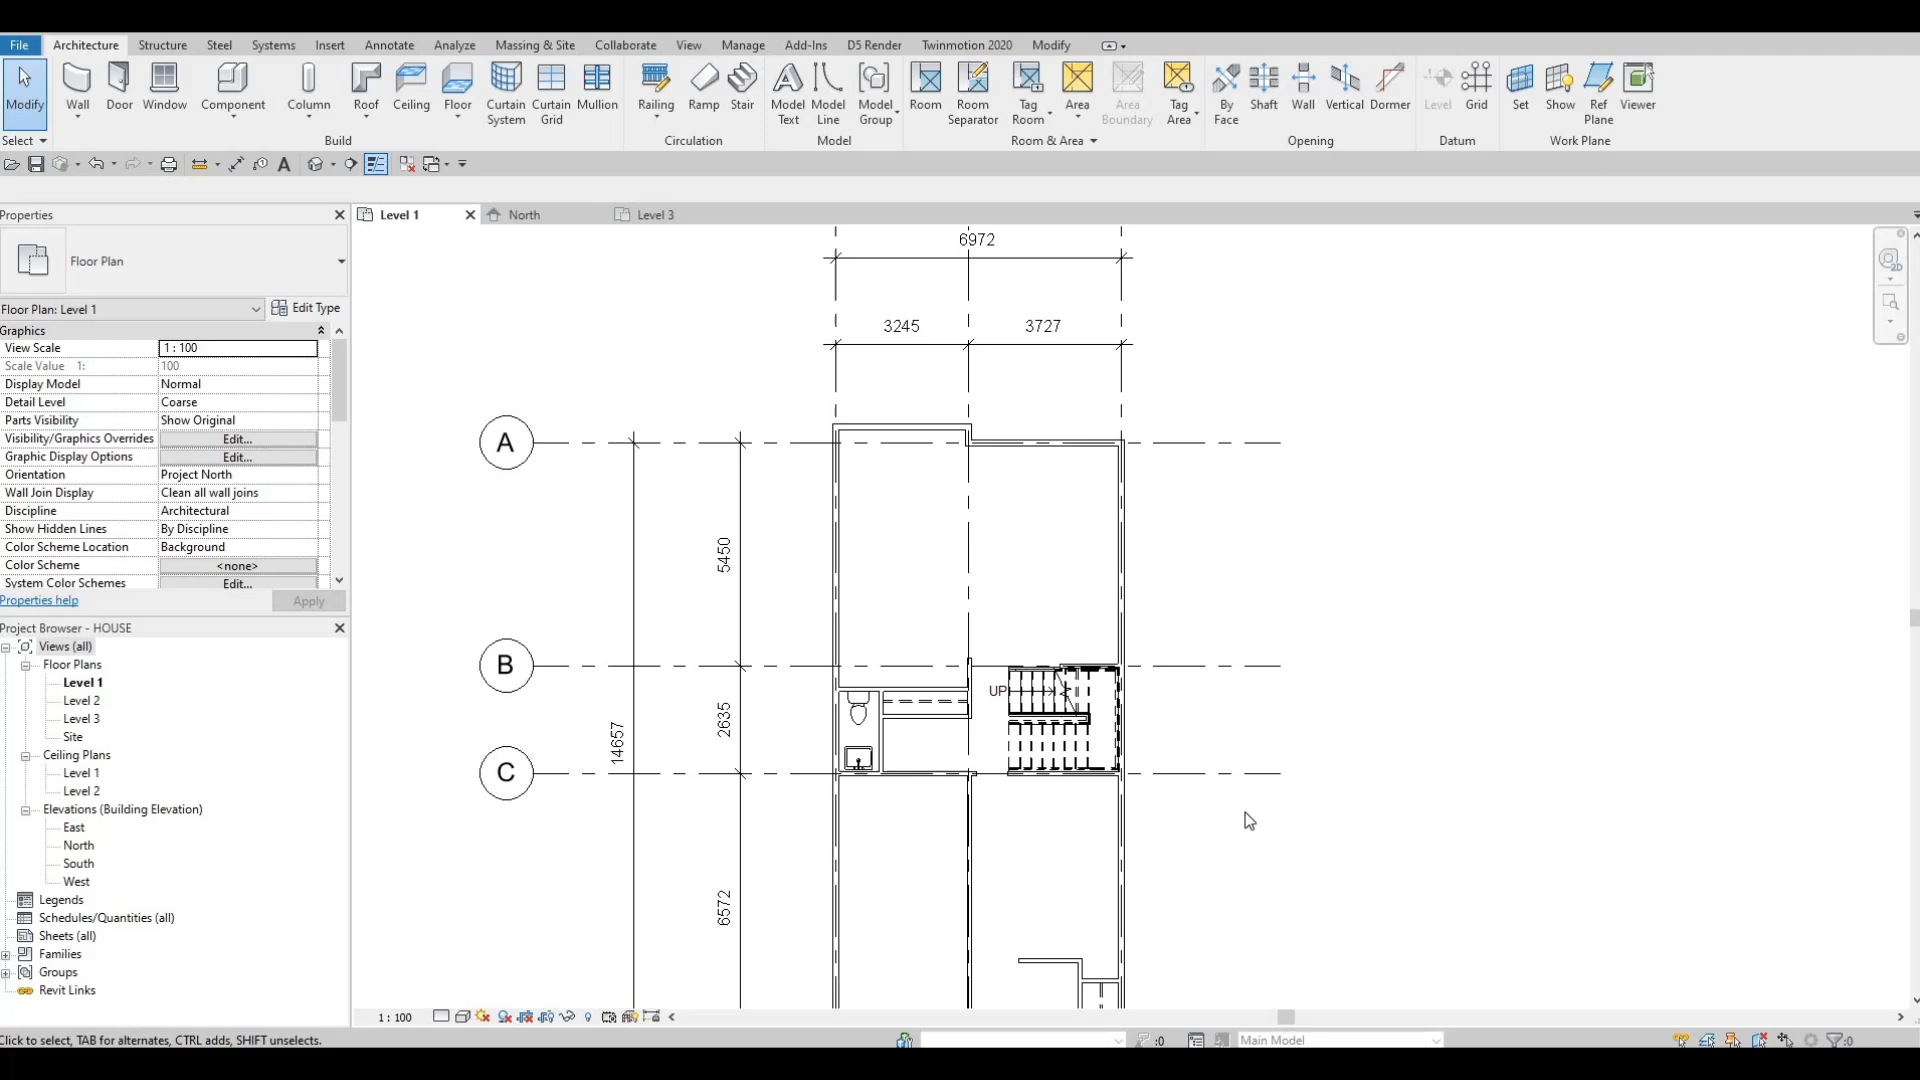 File Architecture Structure Steel Systems Insert Annotate Analyze Massing & Site Collaborate View Manage Add-Ins D5 Render Twinmotion 2020 Modify
Modify Wall Door Window Component Column Roof Ceiling Floor Curtain System Curtain Grid Mullion Railing Ramp Stair Model Text Model Line Model Group Room Room Separator Tag Room Area Area Boundary Tag Area By Face Shaft Wall Vertical Dormer Level Grid Set Show Ref Plane Viewer
Select Build Circulation Model Room & Area Opening Datum Work Plane
Properties
Level 1 North Level 3
Floor Plan
Floor Plan: Level 1 Edit Type
Graphics
View Scale 1 : 100
Scale Value 1: 100
Display Model Normal
Detail Level Coarse
Parts Visibility Show Original
Visibility/Graphics Overrides Edit...
Graphic Display Options Edit...
Orientation Project North
Wall Join Display Clean all wall joins
Discipline Architectural
Show Hidden Lines By Discipline
Color Scheme Location Background
Color Scheme <none>
System Color Schemes Edit...
Properties help Apply
Project Browser - HOUSE
Views (all)
Floor Plans
Level 1
Level 2
Level 3
Site
Ceiling Plans
Level 1
Level 2
Elevations (Building Elevation)
East
North
South
West
Legends
Schedules/Quantities (all)
Sheets (all)
Families
Groups
Revit Links
6972
3245 3727
A
5450
B
UP
2635
14657
C
6572
2D
1 : 100
Click to select, TAB for alternates, CTRL adds, SHIFT unselects. :0 Main Model :0